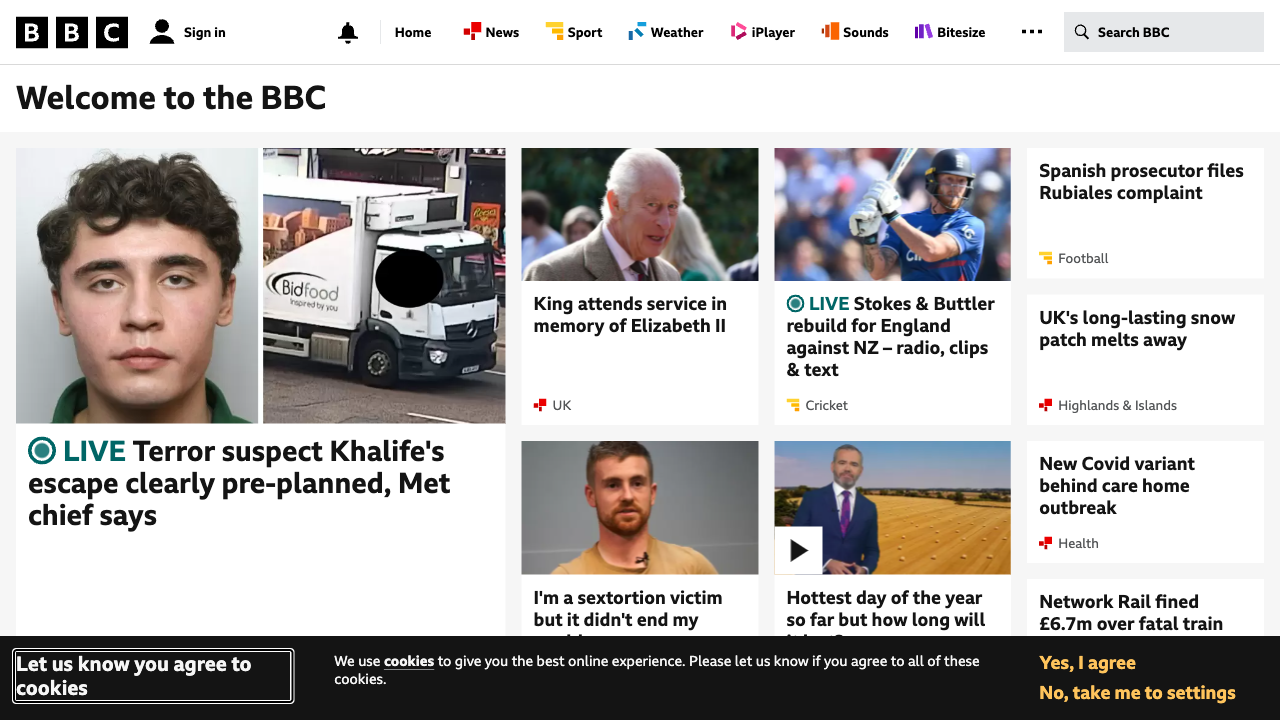 BBC
Sign in
Home
News
Sport
Weather
iPlayer
Sounds
Bitesize
Search BBC
Welcome to the BBC
Bidfood
Inspired by you
LIVE Terror suspect Khalife's
escape clearly pre-planned, Met
chief says
King attends service in
memory of Elizabeth II
UK
LIVE Stokes & Buttler
rebuild for England
against NZ – radio, clips
& text
Cricket
Spanish prosecutor files
Rubiales complaint
Football
UK's long-lasting snow
patch melts away
Highlands & Islands
I'm a sextortion victim
but it didn't end my
Hottest day of the year
so far but how long will
New Covid variant
behind care home
outbreak
Health
Network Rail fined
£6.7m over fatal train
Let us know you agree to
cookies
We use cookies to give you the best online experience. Please let us know if you agree to all of these
cookies.
Yes, I agree
No, take me to settings